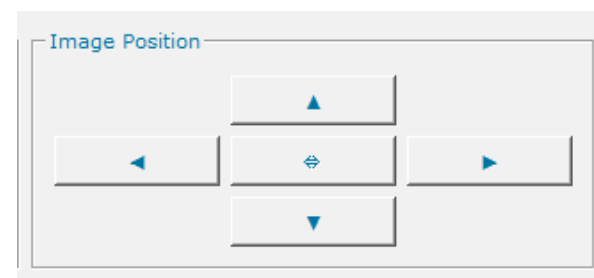 Image Position
▲
◄ ⇔ ►
▼